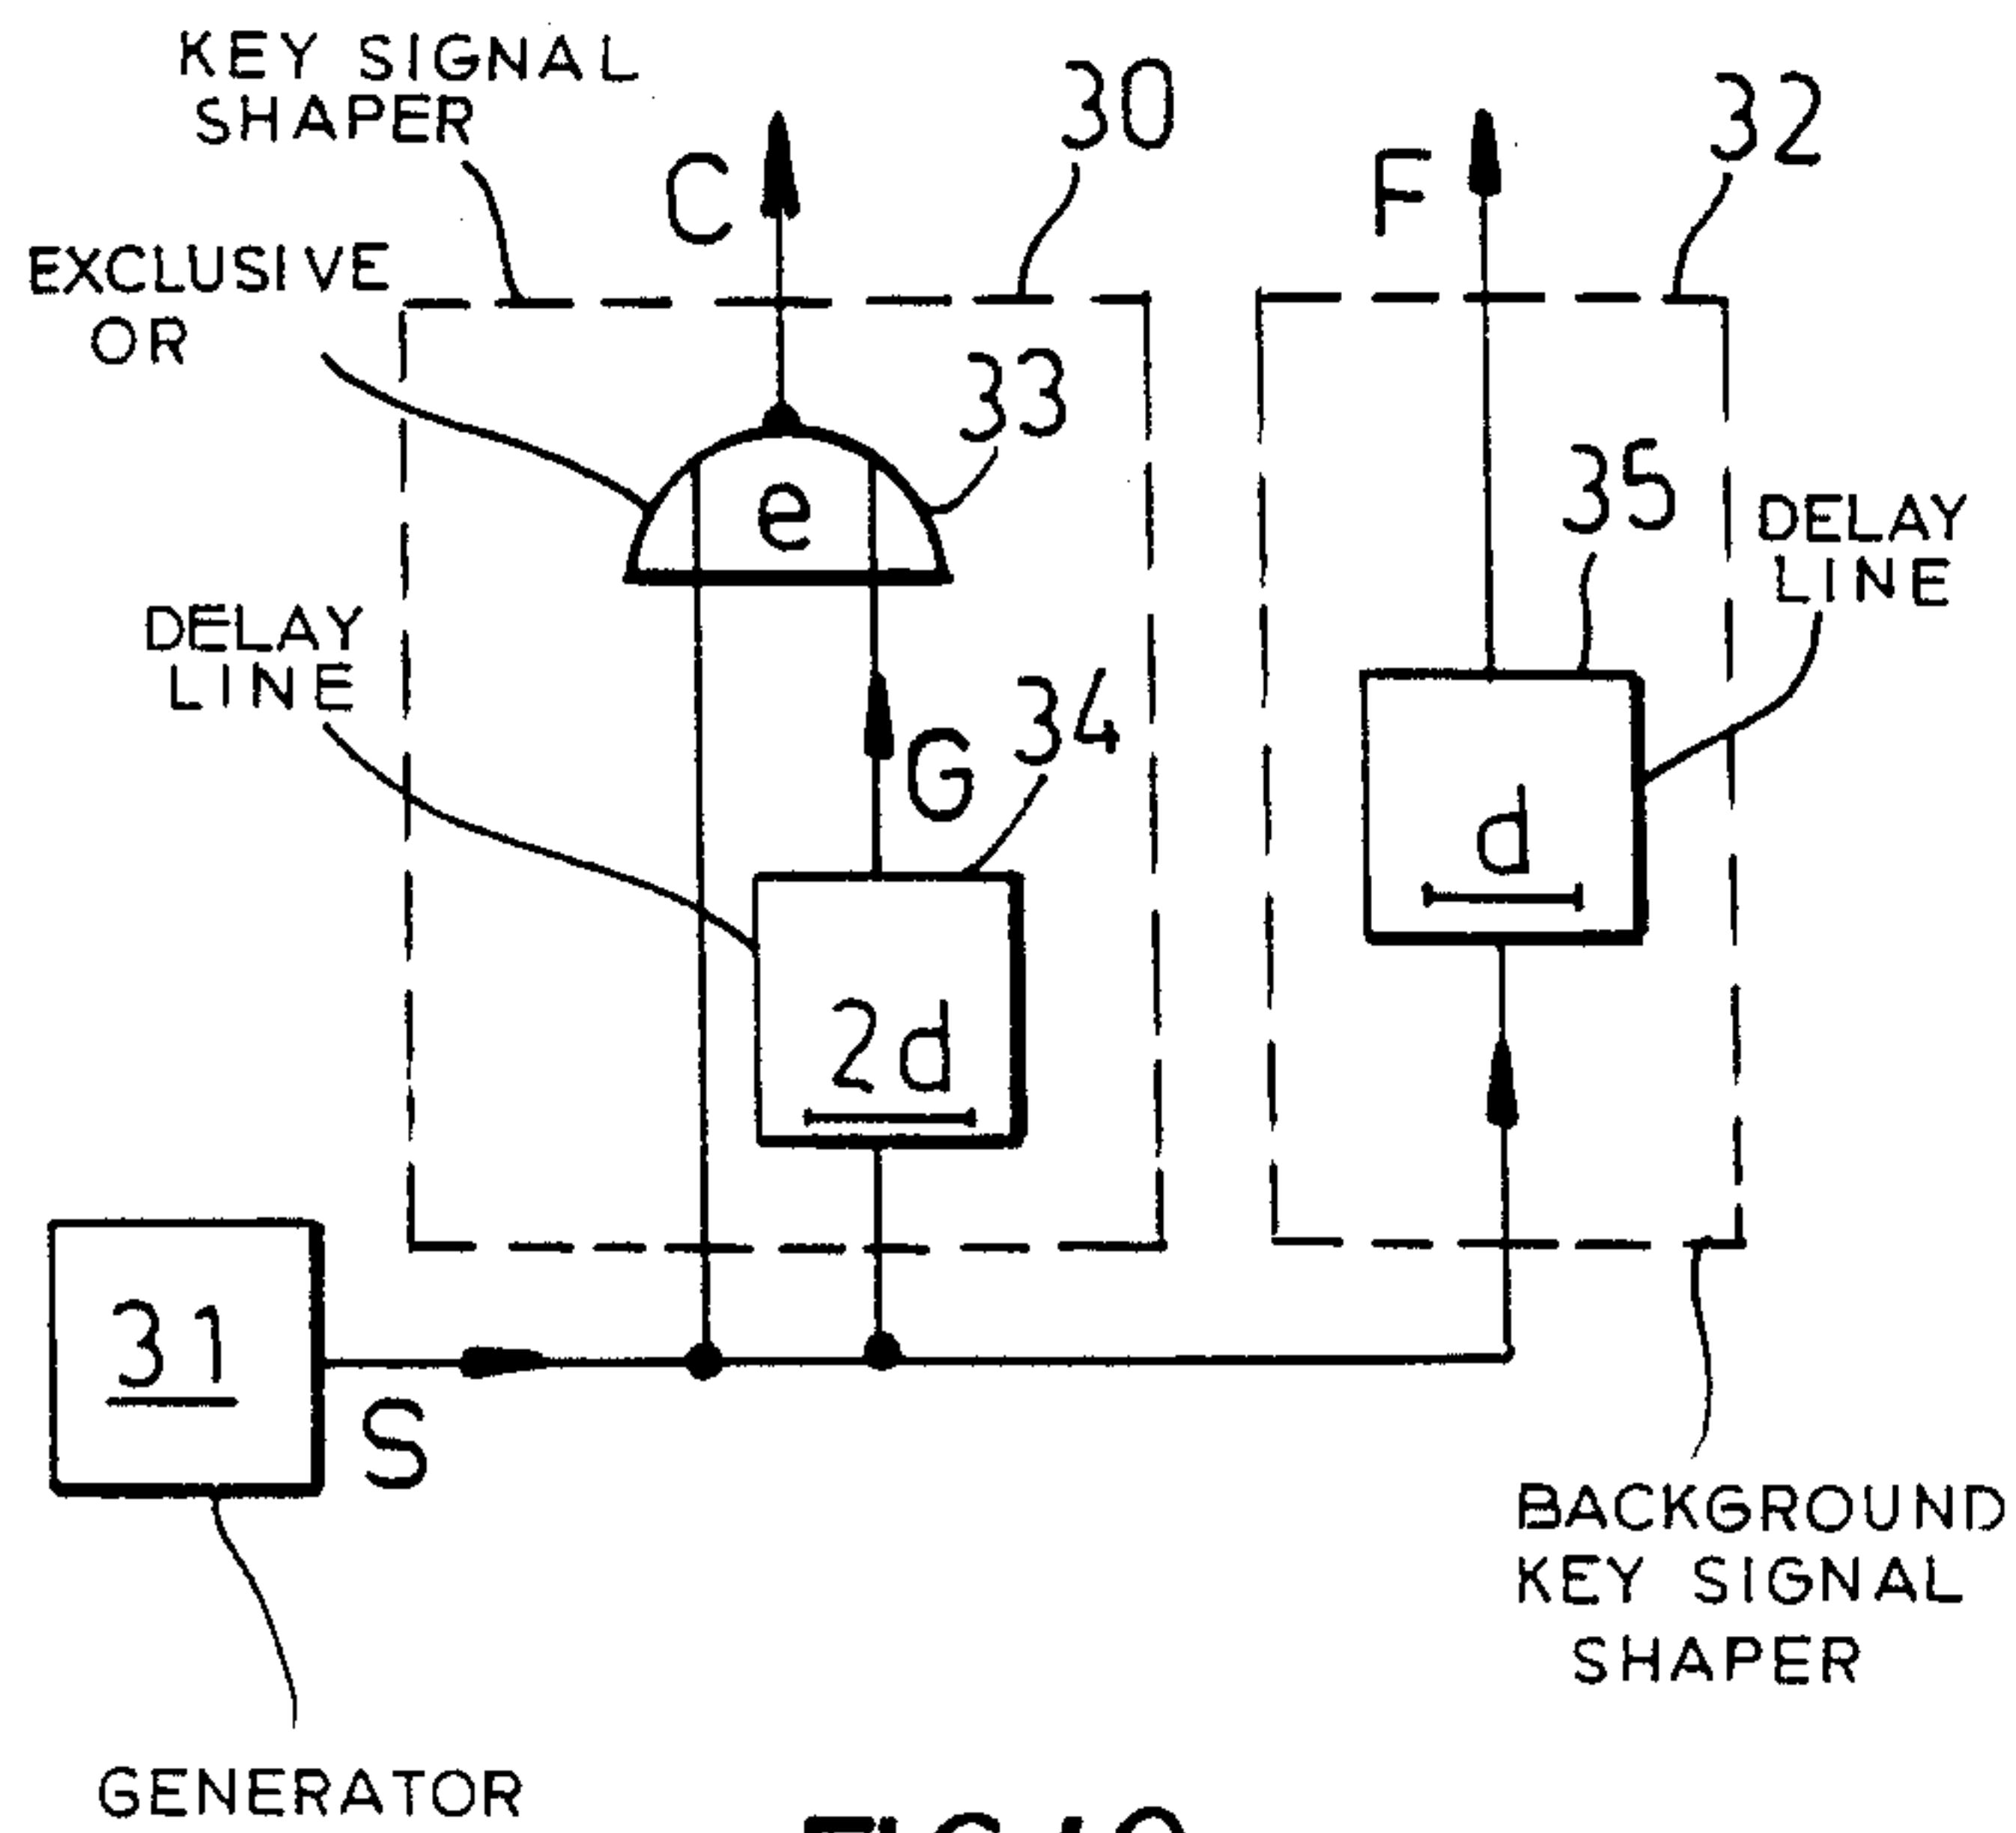 KEY SIGNAL
SHAPER
C
30
F
32
EXCLUSIVE
OR
33
e
35
DELAY
LINE
DELAY
LINE
G
34
d
2d
31
S
BACKGROUND
KEY SIGNAL
SHAPER
GENERATOR